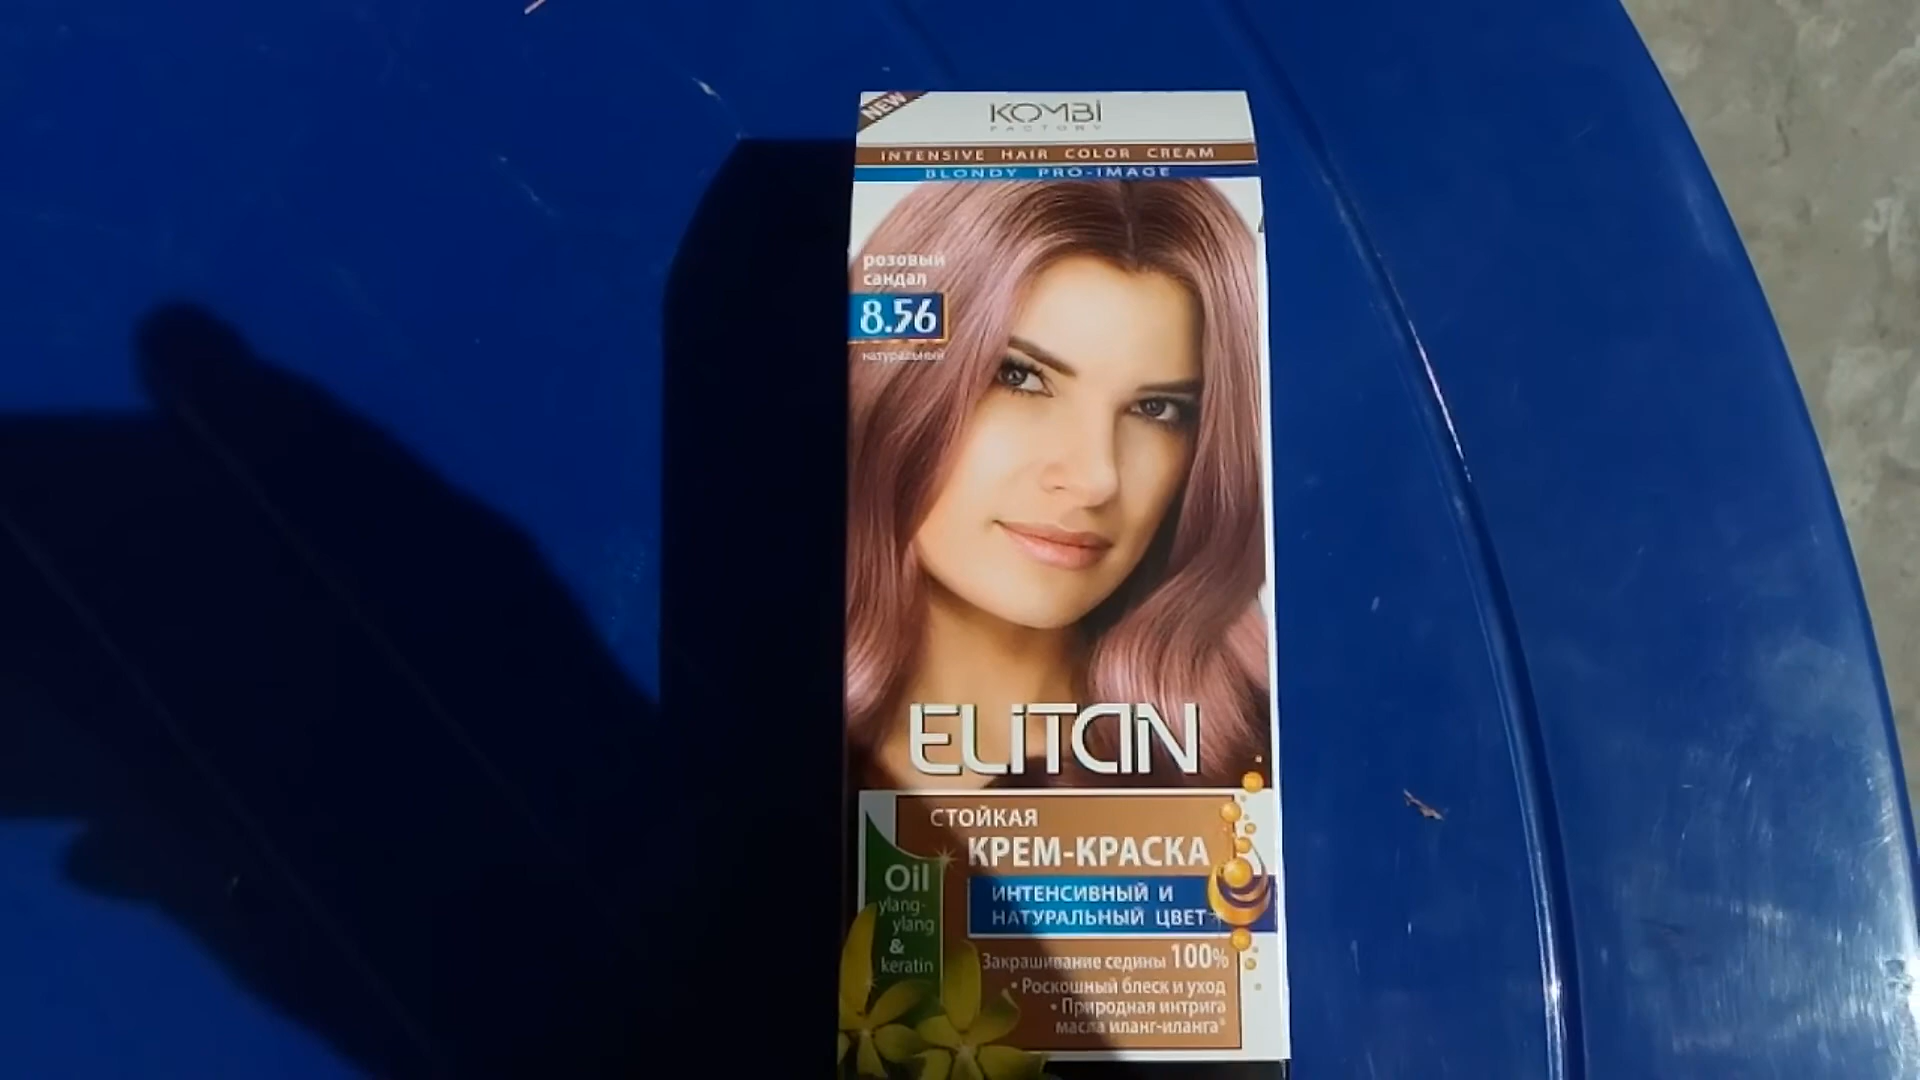 NEW
KOMBİ
FACTORY
INTENSIVE HAIR COLOR CREAM
BLONDY PRO-IMAGE
розовый
сандал
8.56
натуральный
ELiTAN
СТОЙКАЯ
КРЕМ-КРАСКА
ИНТЕНСИВНЫЙ И
НАТУРАЛЬНЫЙ ЦВЕТ
Oil
ylang-
ylang
&
keratin
Закрашивание седины 100%
• Роскошный блеск и уход
• Природная интрига
масла иланг-иланга*